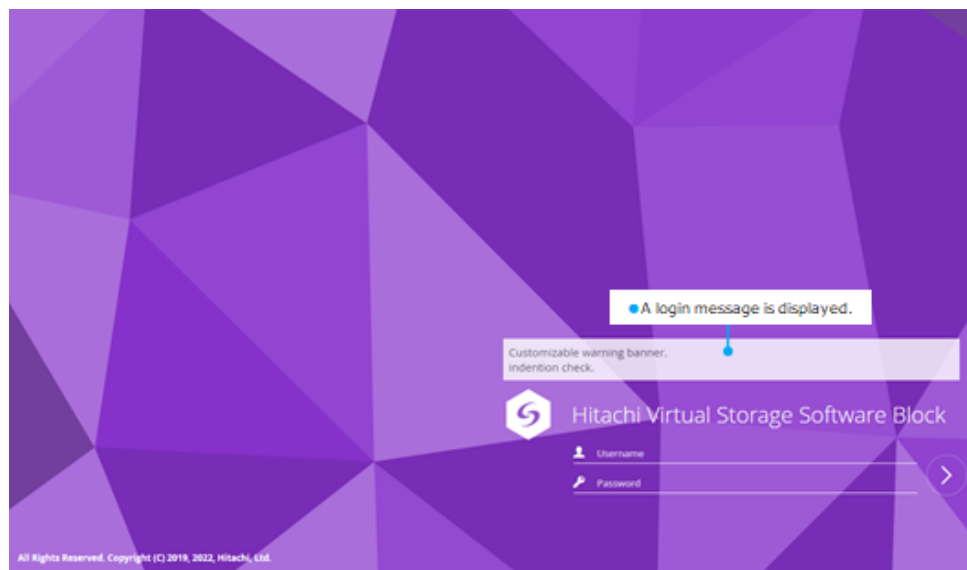 A login message is displayed.
Customizable warning banner.
indention check.
Hitachi Virtual Storage Software Block
Username
Password
All Rights Reserved. Copyright (C) 2019, 2022, Hitachi, Ltd.